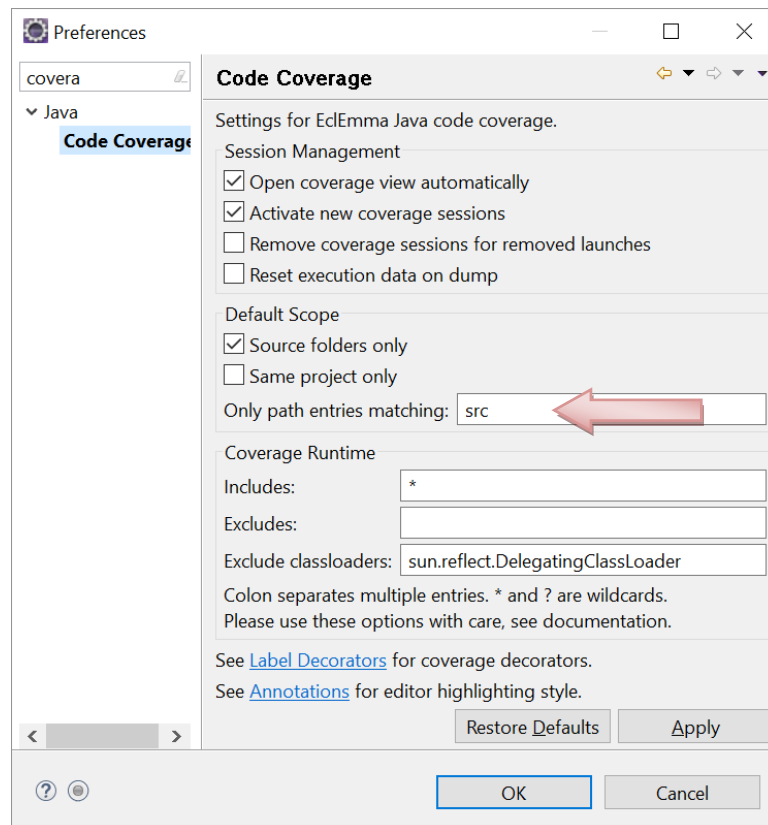 Preferences
covera
Code Coverage
Java
Code Coverage
Settings for EclEmma Java code coverage.
Session Management
Open coverage view automatically
Activate new coverage sessions
Remove coverage sessions for removed launches
Reset execution data on dump
Default Scope
Source folders only
Same project only
Only path entries matching: src
Coverage Runtime
Includes: *
Excludes:
Exclude classloaders: sun.reflect.DelegatingClassLoader
Colon separates multiple entries. * and ? are wildcards.
Please use these options with care, see documentation.
See Label Decorators for coverage decorators.
See Annotations for editor highlighting style.
Restore Defaults Apply
? OK Cancel